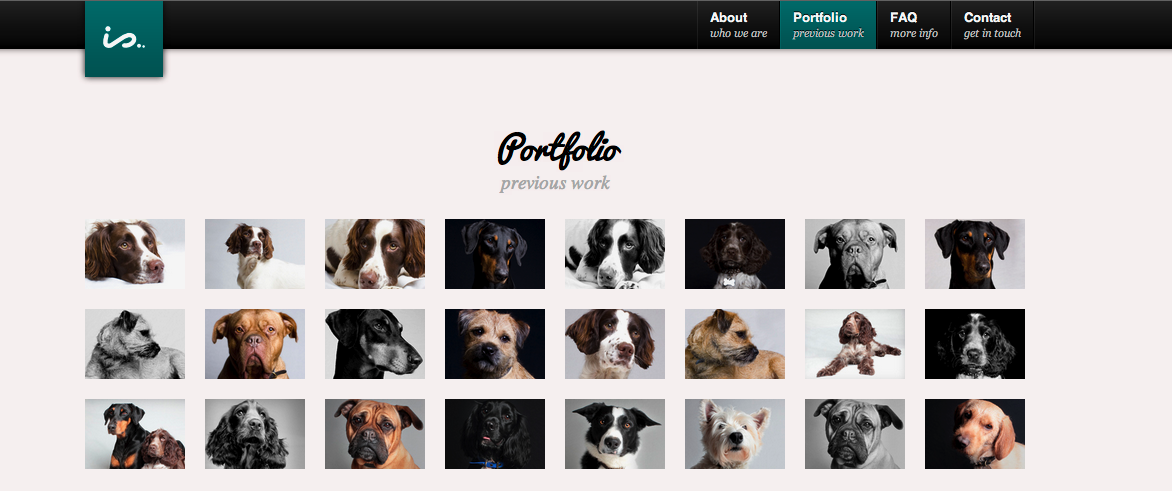 is..
About
who we are
Portfolio
previous work
FAQ
more info
Contact
get in touch
Portfolio
previous work